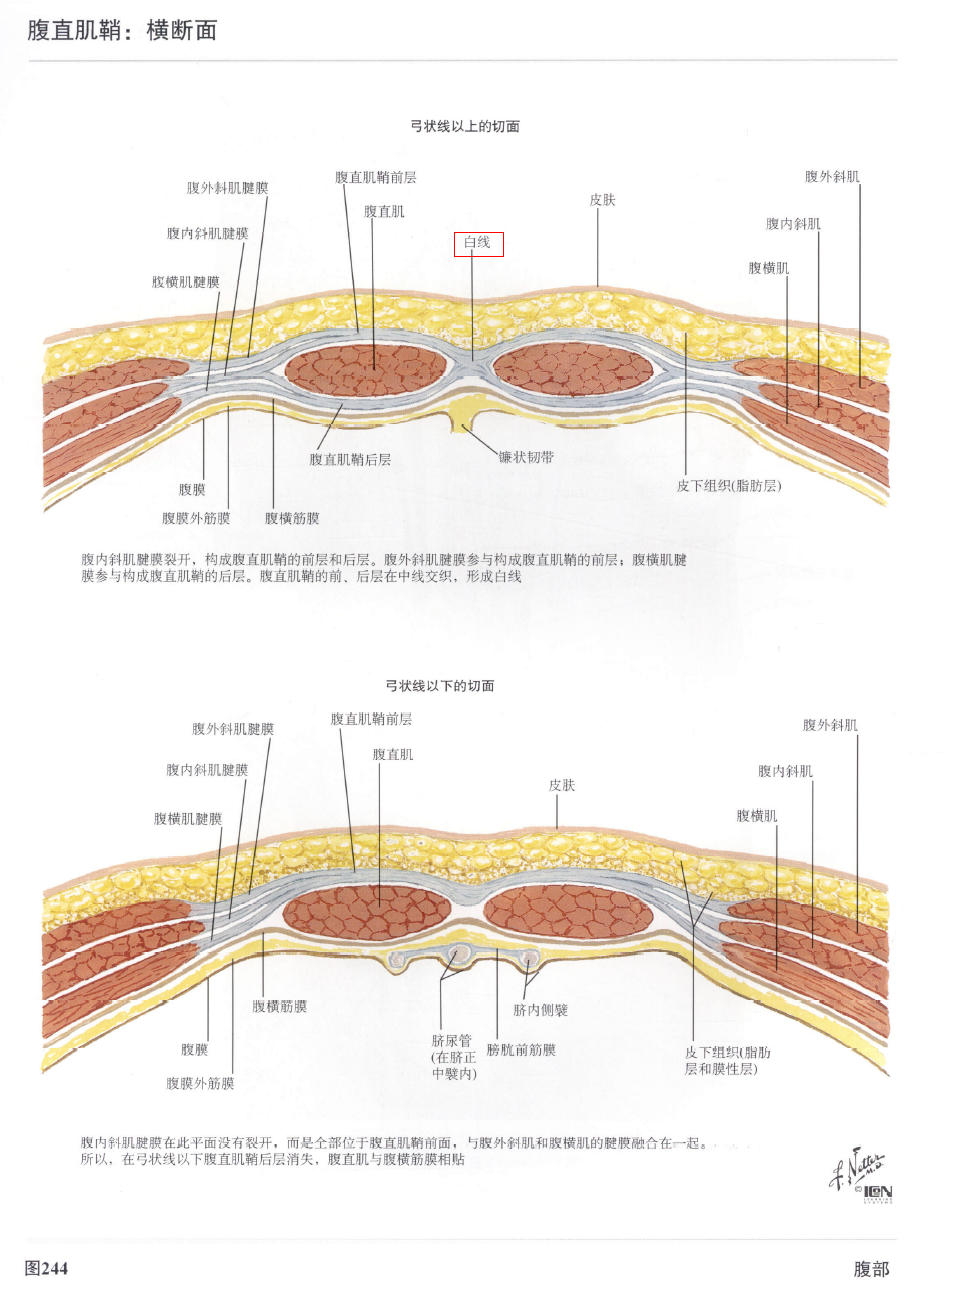 腹直肌鞘：横断面
弓状线以上的切面
腹直肌鞘前层
腹外斜肌
腹外斜肌腱膜
皮肤
腹直肌
腹内斜肌
腹内斜肌腱膜
白线
腹横肌
腹横肌腱膜
腹直肌鞘后层
镰状韧带
腹膜
皮下组织(脂肪层)
腹膜外筋膜
腹横筋膜
腹内斜肌腱膜裂开，构成腹直肌鞘的前层和后层。腹外斜肌腱膜参与构成腹直肌鞘的前层；腹横肌腱
膜参与构成腹直肌鞘的后层。腹直肌鞘的前、后层在中线交织，形成白线
弓状线以下的切面
腹直肌鞘前层
腹外斜肌腱膜
腹外斜肌
腹直肌
腹内斜肌腱膜
腹内斜肌
皮肤
腹横肌腱膜
腹横肌
腹横筋膜
脐内侧襞
腹膜
脐尿管
(在脐正
中襞内)
膀胱前筋膜
皮下组织(脂肪
层和膜性层)
腹膜外筋膜
腹内斜肌腱膜在此平面没有裂开，而是全部位于腹直肌鞘前面，与腹外斜肌和腹横肌的腱膜融合在一起。
所以，在弓状线以下腹直肌鞘后层消失，腹直肌与腹横筋膜相贴
F. Netter
M.D.
© ICN
图244
腹部